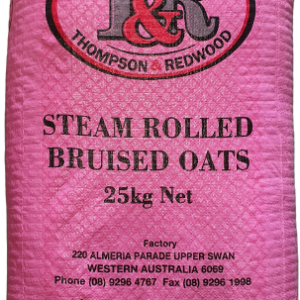 T&R
THOMPSON & REDWOOD
STEAM ROLLED
BRUISED OATS
25kg Net
Factory
220 ALMERIA PARADE UPPER SWAN
WESTERN AUSTRALIA 6069
Phone (08) 9296 4767 Fax (08) 9296 1998